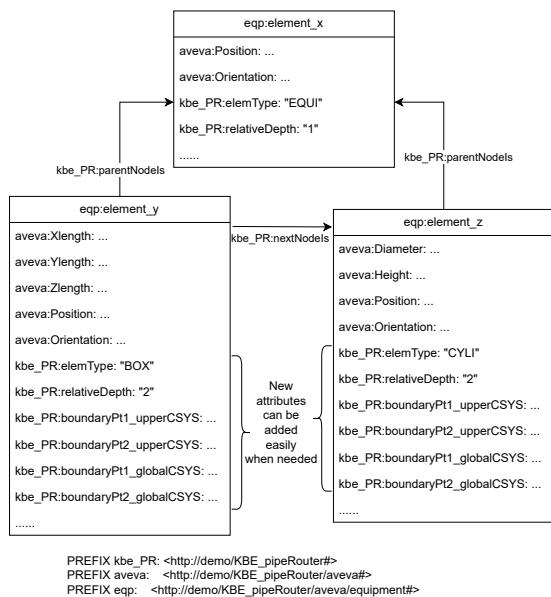 eqp:element_x
aveva:Position: ...
aveva:Orientation: ...
kbe_PR:elemType: "EQUI"
kbe_PR:relativeDepth: "1"
......
kbe_PR:parentNodeIs
kbe_PR:parentNodeIs
eqp:element_y
aveva:Xlength: ...
aveva:Ylength: ...
aveva:Zlength: ...
aveva:Position: ...
aveva:Orientation: ...
kbe_PR:elemType: "BOX"
kbe_PR:relativeDepth: "2"
kbe_PR:boundaryPt1_upperCSYS: ...
kbe_PR:boundaryPt2_upperCSYS: ...
kbe_PR:boundaryPt1_globalCSYS: ...
kbe_PR:boundaryPt2_globalCSYS: ...
......
kbe_PR:nextNodeIs
New
attributes
can be
added
easily
when needed
eqp:element_z
aveva:Diameter: ...
aveva:Height: ...
aveva:Position: ...
aveva:Orientation: ...
kbe_PR:elemType: "CYLI"
kbe_PR:relativeDepth: "2"
kbe_PR:boundaryPt1_upperCSYS: ...
kbe_PR:boundaryPt2_upperCSYS: ...
kbe_PR:boundaryPt1_globalCSYS: ...
kbe_PR:boundaryPt2_globalCSYS: ...
......
PREFIX kbe_PR: <http://demo/KBE_pipeRouter#>
PREFIX aveva: <http://demo/KBE_pipeRouter/aveva#>
PREFIX eqp: <http://demo/KBE_pipeRouter/aveva/equipment#>